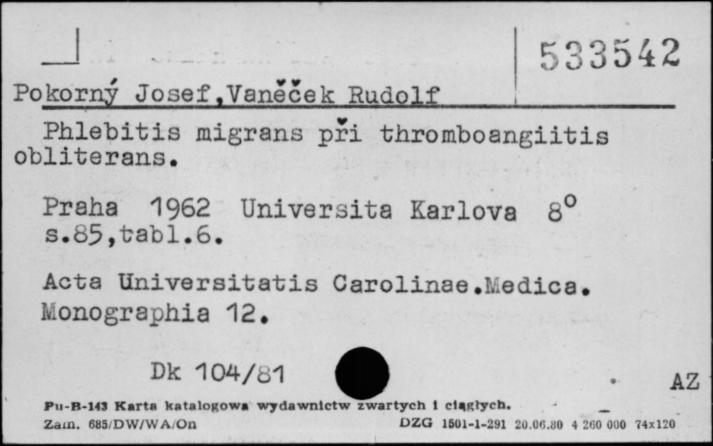 533542
Pokorný Josef,Vaněček Rudolf
Phlebitis migrans při thromboangiitis
obliterans.
Praha 1962 Universita Karlova 8°
s.85,tabl.6.
Acta Universitatis Carolinae.Medica.
Monographia 12.
Dk 104/81
AZ
Pu-B-143 Karta katalogowa wydawnictw zwartych i ciągłych.
Zam. 685/DW/WA/On DZG 1501-1-291 20.06.80 4 260 000 74x120